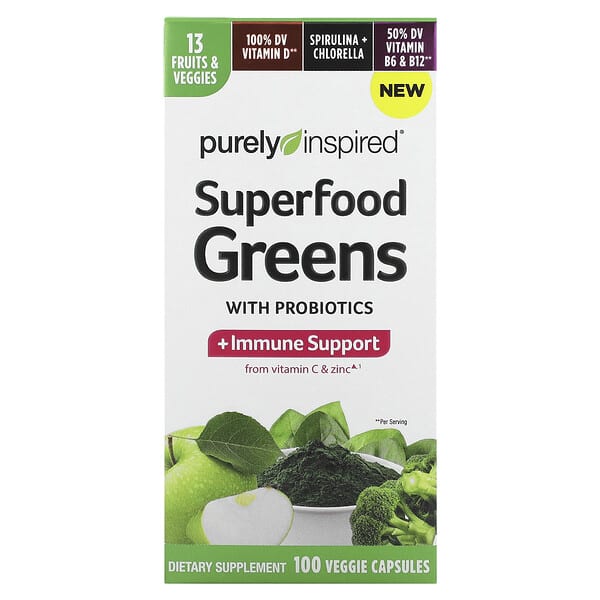 13
FRUITS &
VEGGIES
100% DV
VITAMIN D**
SPIRULINA +
CHLORELLA
50% DV
VITAMIN
B6 & B12**
NEW
purely inspired®
Superfood
Greens
WITH PROBIOTICS
+Immune Support
from vitamin C & zinc▲,1
**Per Serving
DIETARY SUPPLEMENT 100 VEGGIE CAPSULES